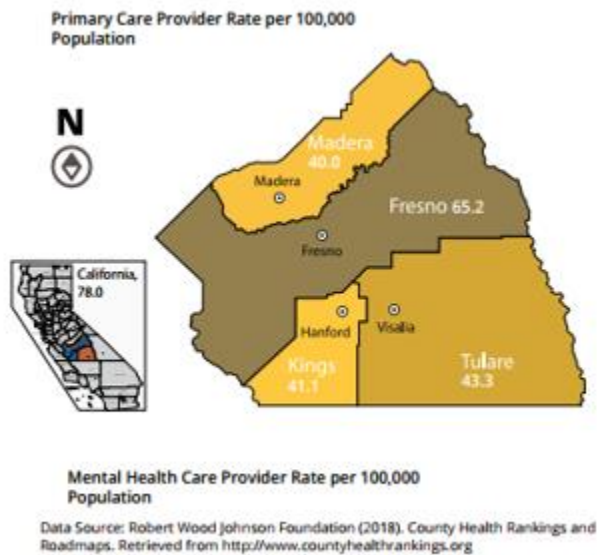 Primary Care Provider Rate per 100,000
Population
N
Madera
40.0
Madera
Fresno 65.2
Fresno
California,
78.0
Hanford
Visalia
Kings
41.1
Tulare
43.3
Mental Health Care Provider Rate per 100,000
Population
Data Source: Robert Wood Johnson Foundation (2018). County Health Rankings and
Roadmaps. Retrieved from http://www.countyhealthrankings.org